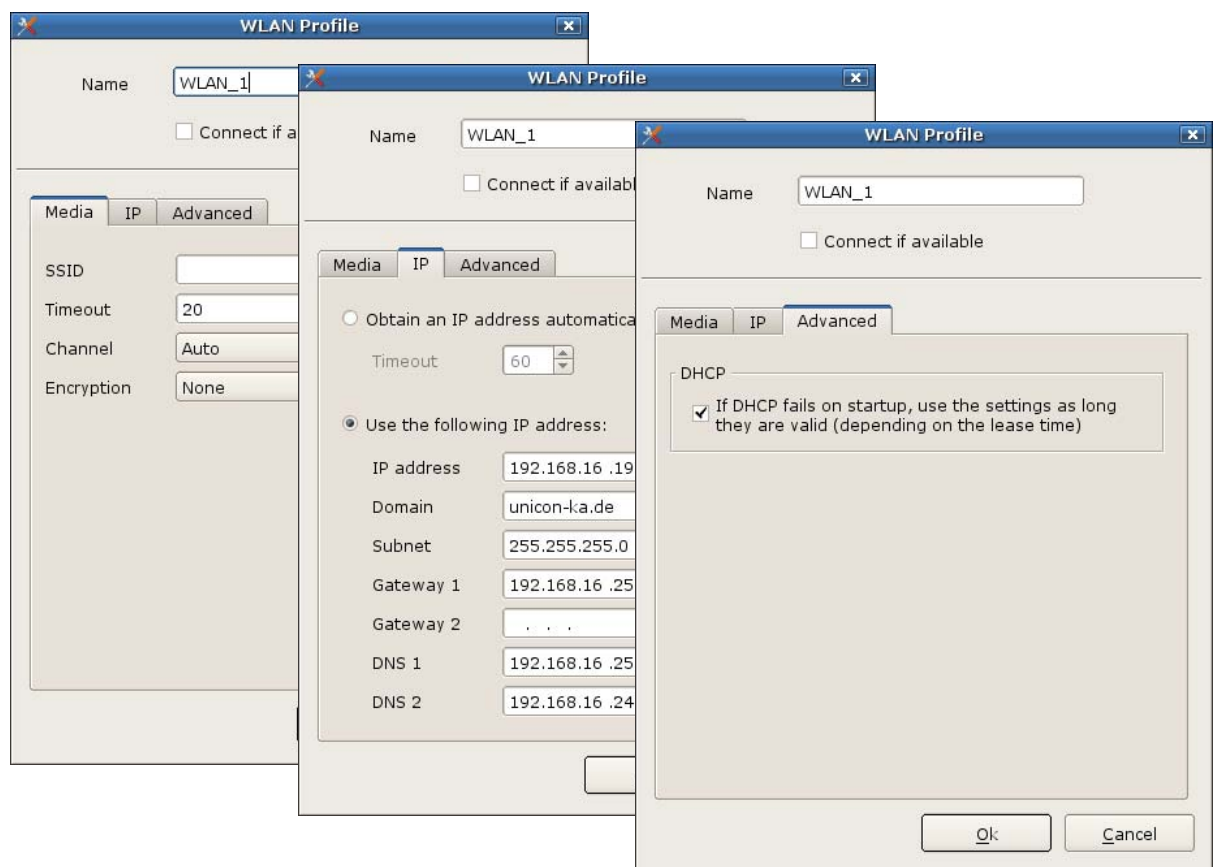 WLAN Profile
Name WLAN_1
Connect if a
Media IP Advanced
SSID
Timeout 20
Channel Auto
Encryption None
WLAN Profile
Name WLAN_1
Connect if availabl
Media IP Advanced
Obtain an IP address automatica
Timeout 60
Use the following IP address:
IP address 192.168.16 .19
Domain unicon-ka.de
Subnet 255.255.255.0
Gateway 1 192.168.16 .25
Gateway 2 . . .
DNS 1 192.168.16 .25
DNS 2 192.168.16 .24
WLAN Profile
Name WLAN_1
Connect if available
Media IP Advanced
DHCP
If DHCP fails on startup, use the settings as long
they are valid (depending on the lease time)
Ok Cancel